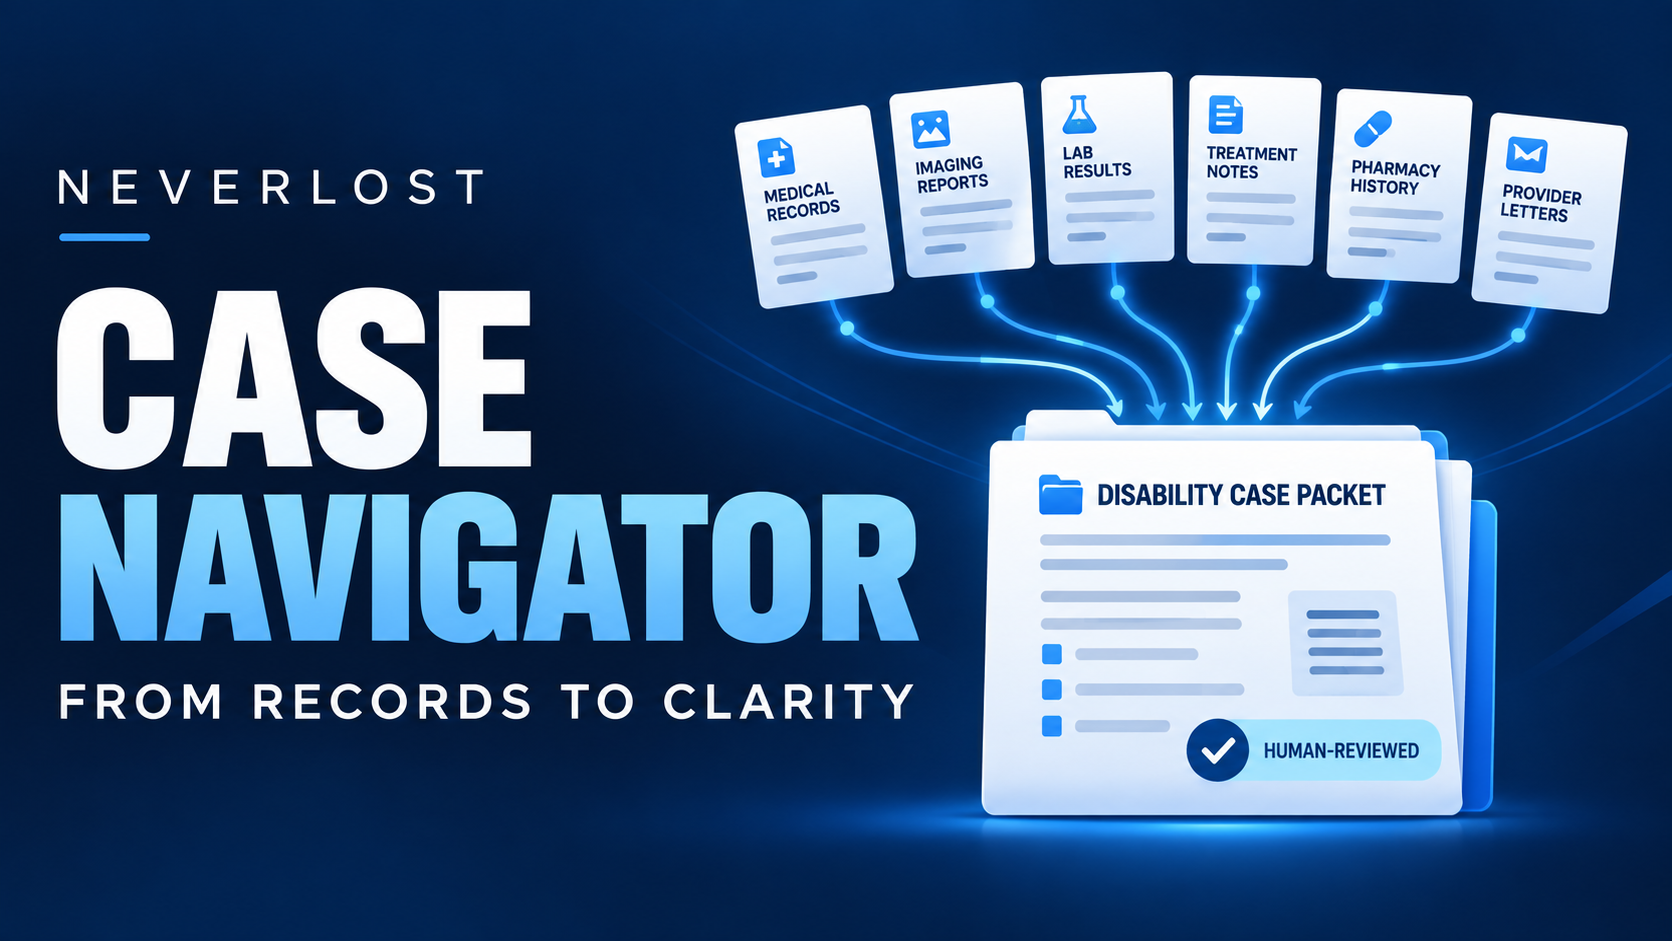 NEVERLOST
CASE
NAVIGATOR
FROM RECORDS TO CLARITY
MEDICAL
RECORDS
IMAGING
REPORTS
LAB
RESULTS
TREATMENT
NOTES
PHARMACY
HISTORY
PROVIDER
LETTERS
DISABILITY CASE PACKET
HUMAN-REVIEWED